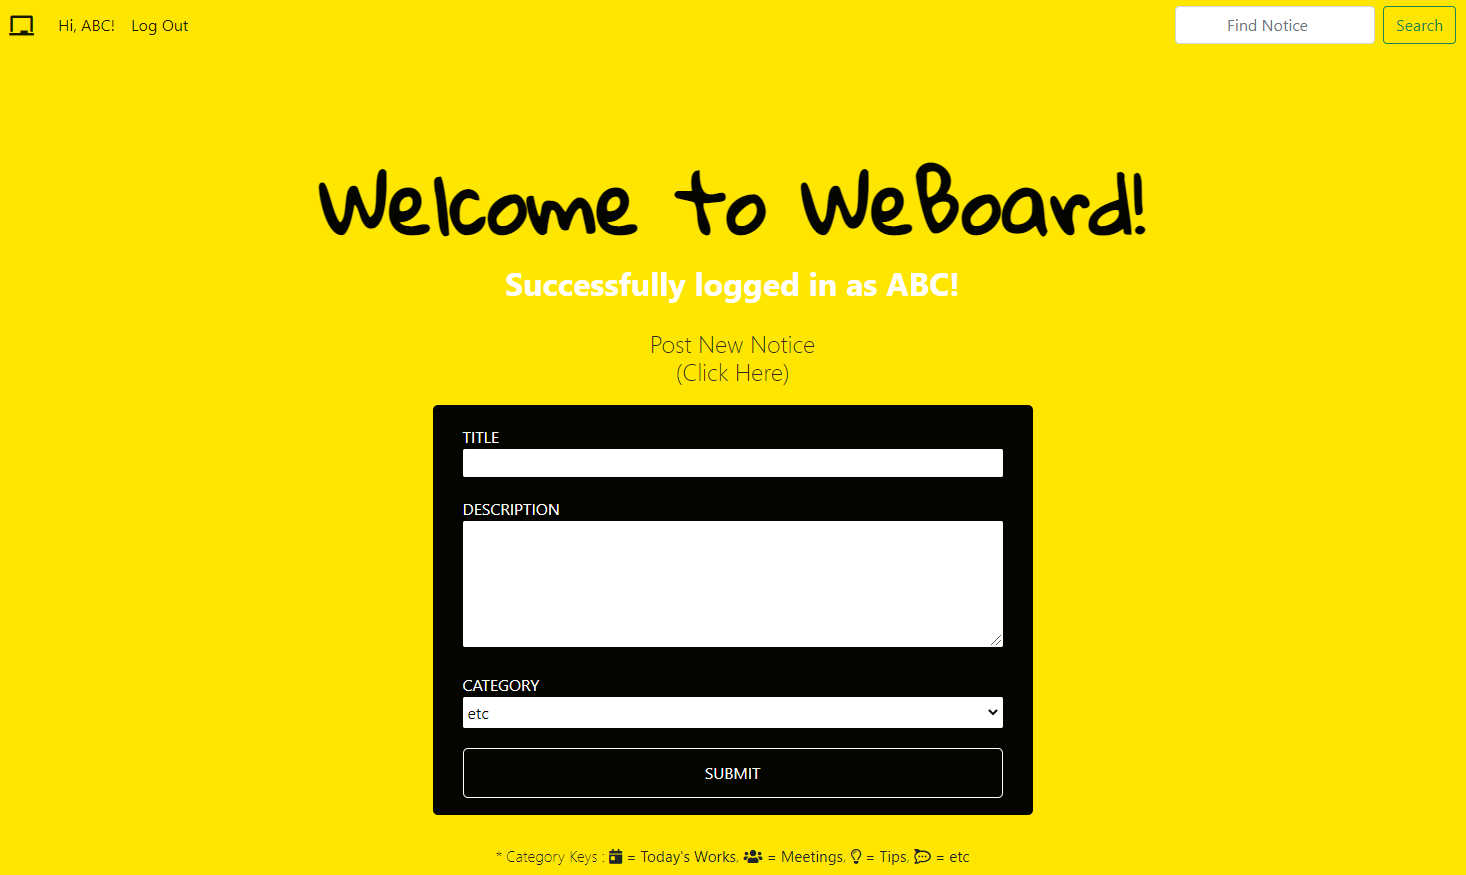 Hi, ABC! Log Out Find Notice Search
Welcome to WeBoard!
Successfully logged in as ABC!
Post New Notice
(Click Here)
TITLE
DESCRIPTION
CATEGORY
etc
SUBMIT
* Category Keys : = Today's Works, = Meetings, = Tips, = etc